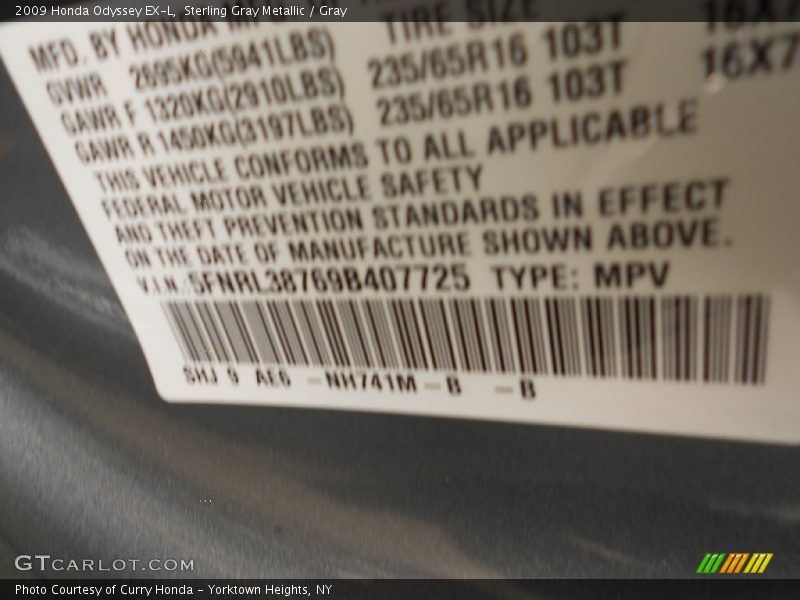 2009 Honda Odyssey EX-L, Sterling Gray Metallic / Gray
MFD. BY HONDA
TIRE SIZE
GVWR 2695KG(5941LBS)
GAWR F 1320KG(2910LBS) 235/65R16 103T 16X7
GAWR R 1450KG(3197LBS) 235/65R16 103T 16X7
THIS VEHICLE CONFORMS TO ALL APPLICABLE
FEDERAL MOTOR VEHICLE SAFETY
AND THEFT PREVENTION STANDARDS IN EFFECT
ON THE DATE OF MANUFACTURE SHOWN ABOVE.
V.I.N.: 5FNRL38769B407725 TYPE: MPV
SHJ 9 AE6 - NH741M - B - B
GTCARLOT.COM
Photo Courtesy of Curry Honda - Yorktown Heights, NY